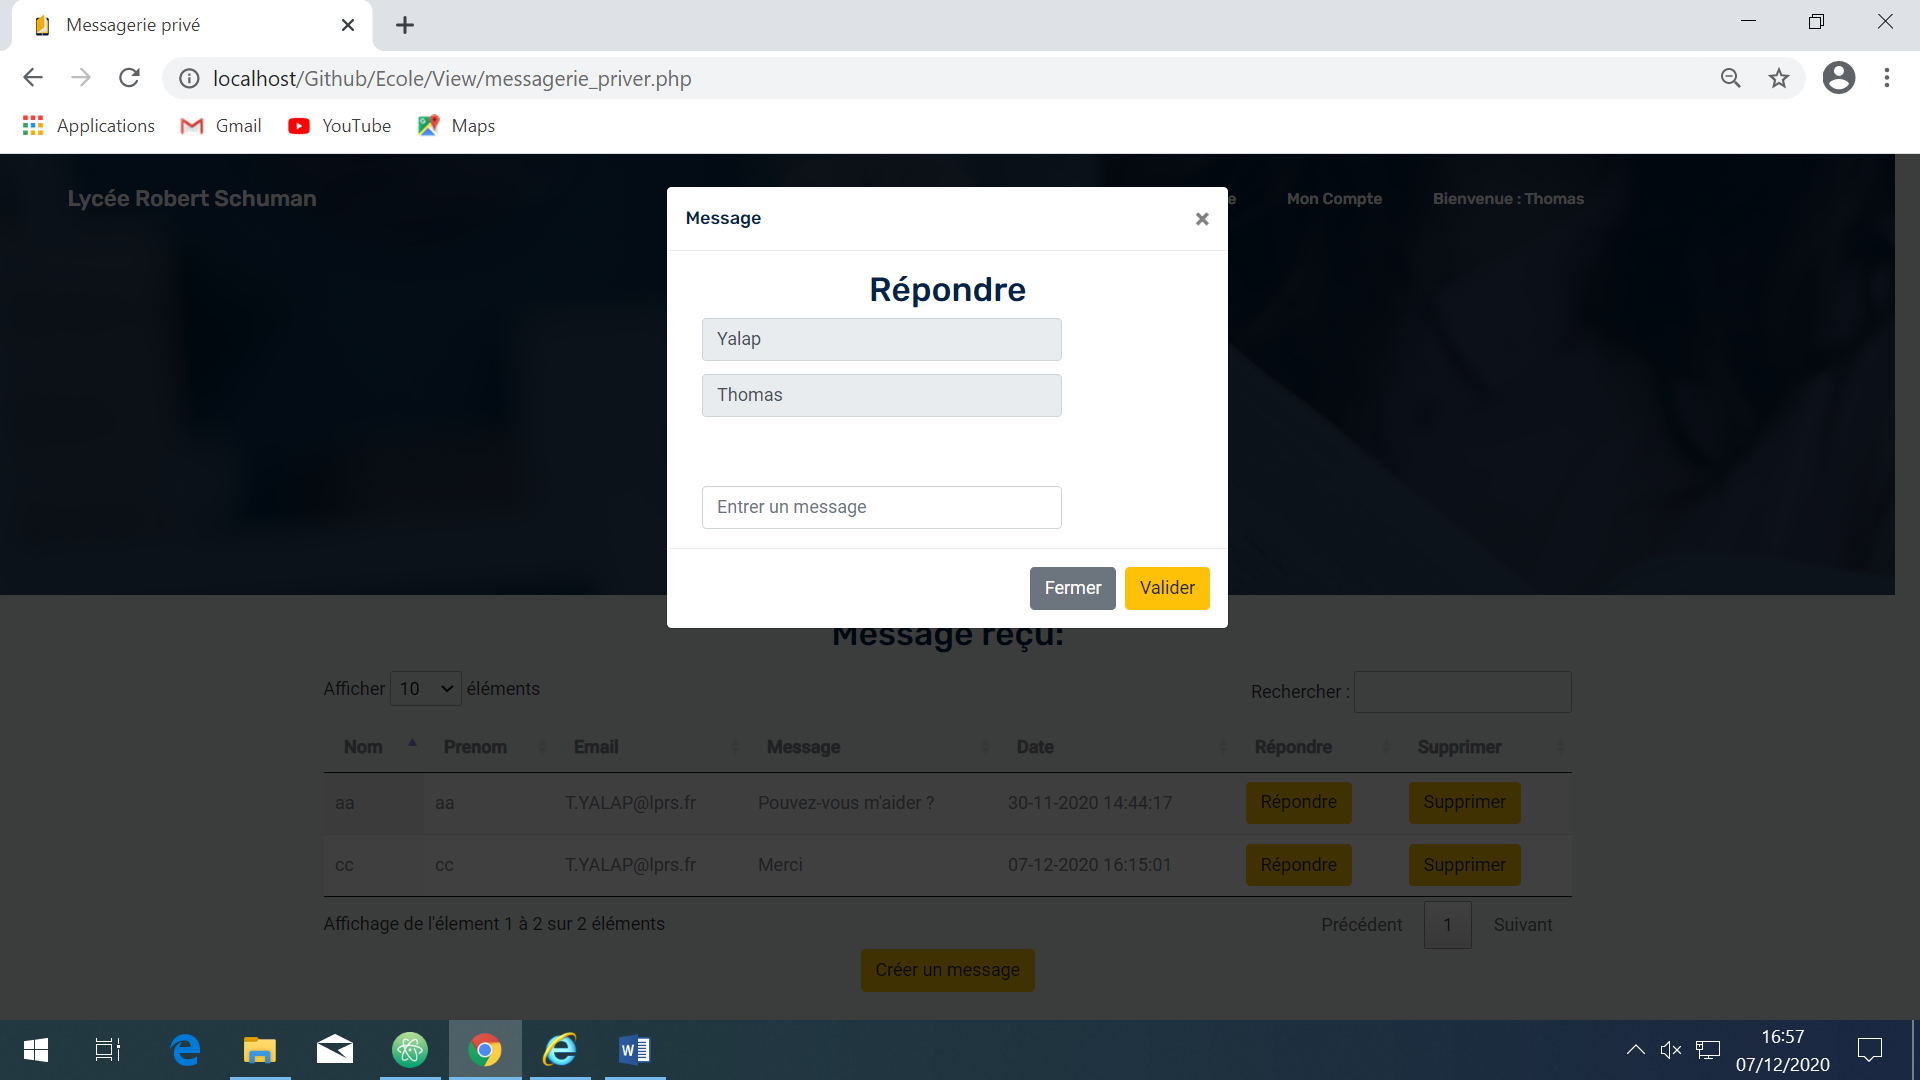 Messagerie privé
localhost/Github/Ecole/View/messagerie_priver.php
Applications Gmail YouTube Maps
Lycée Robert Schuman
e Mon Compte Bienvenue : Thomas
Message ×
Répondre
Yalap
Thomas
Entrer un message
Fermer Valider
Message reçu:
Afficher 10 éléments Rechercher :
Nom Prenom Email Message Date Répondre Supprimer
aa aa T.YALAP@lprs.fr Pouvez-vous m'aider ? 30-11-2020 14:44:17 Répondre Supprimer
cc cc T.YALAP@lprs.fr Merci 07-12-2020 16:15:01 Répondre Supprimer
Affichage de l'élement 1 à 2 sur 2 éléments Précédent 1 Suivant
Créer un message
16:57
07/12/2020